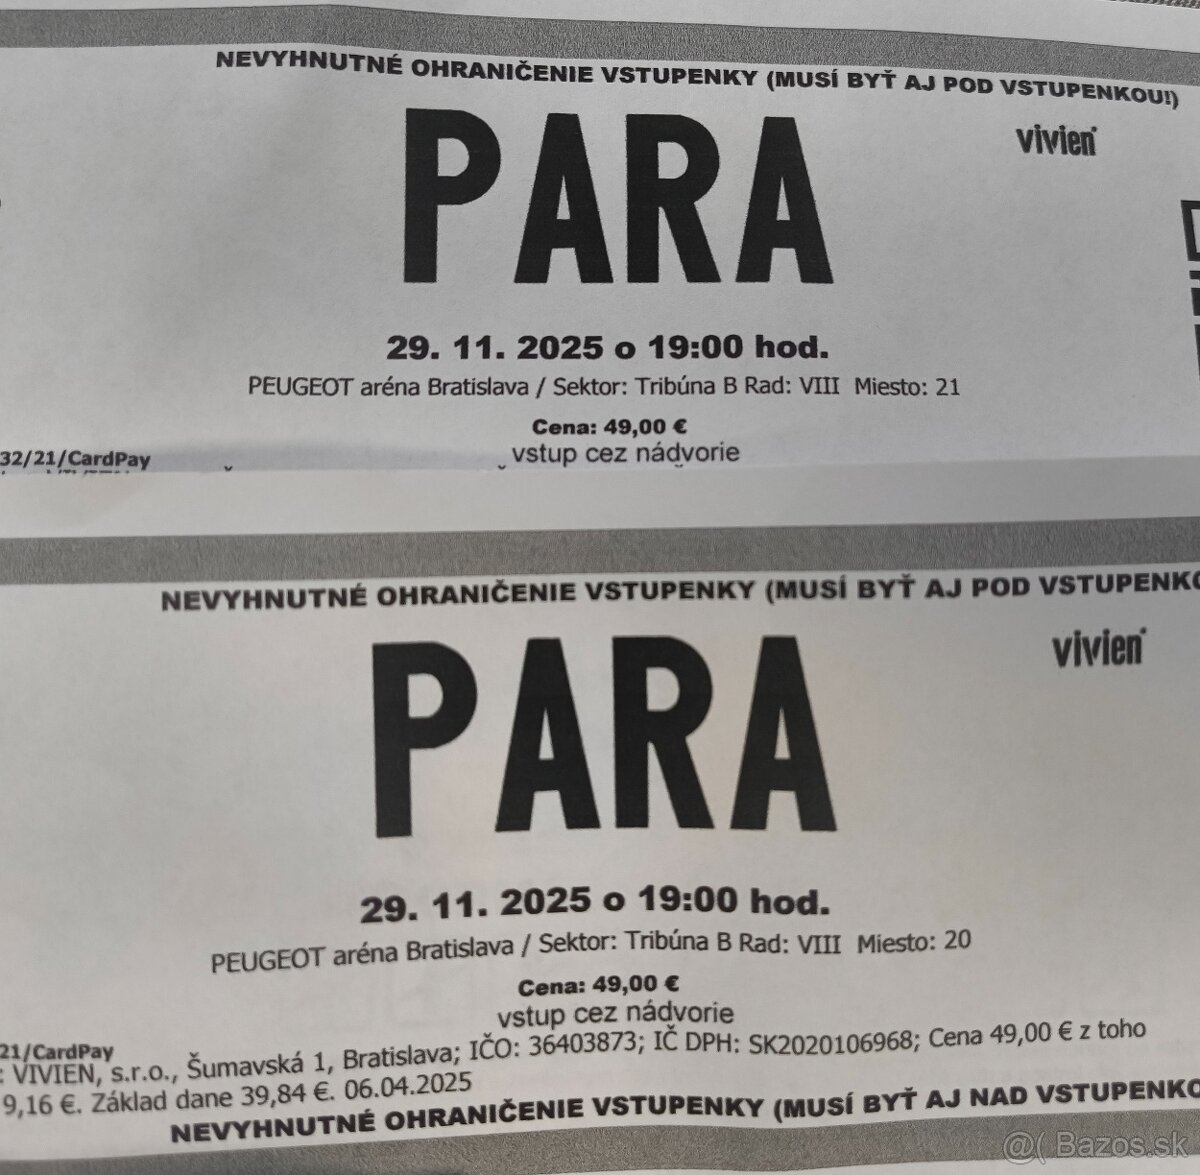 NEVYHNUTNÉ OHRANIČENIE VSTUPENKY (MUSÍ BYŤ AJ POD VSTUPENKOU!)
vivien
PARA
29. 11. 2025 o 19:00 hod.
PEUGEOT aréna Bratislava / Sektor: Tribúna B Rad: VIII Miesto: 21
Cena: 49,00 €
vstup cez nádvorie
32/21/CardPay
NEVYHNUTNÉ OHRANIČENIE VSTUPENKY (MUSÍ BYŤ AJ POD VSTUPENKO
vivien
PARA
29. 11. 2025 o 19:00 hod.
PEUGEOT aréna Bratislava / Sektor: Tribúna B Rad: VIII Miesto: 20
Cena: 49,00 €
vstup cez nádvorie
21/CardPay
: VIVIEN, s.r.o., Šumavská 1, Bratislava; IČO: 36403873; IČ DPH: SK2020106968; Cena 49,00 € z toho
9,16 €. Základ dane 39,84 €. 06.04.2025
NEVYHNUTNÉ OHRANIČENIE VSTUPENKY (MUSÍ BYŤ AJ NAD VSTUPENKO
@( Bazos.sk